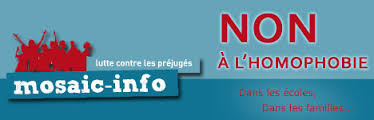 lutte contre les préjugés
mosaic-info
NON
À L'HOMOPHOBIE
Dans les écoles,
Dans les familles...